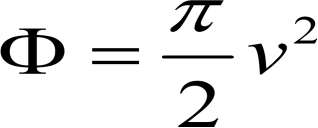 Φ = π/2 ν²